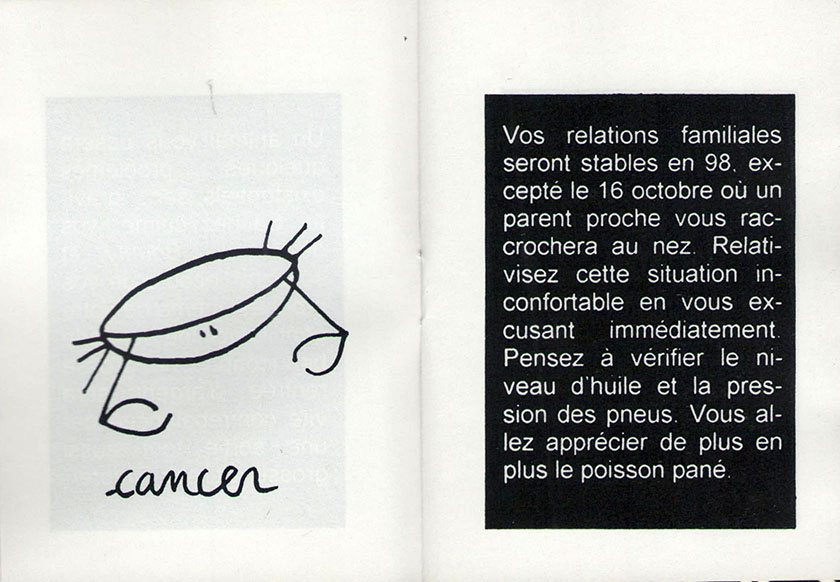 cancer
Vos relations familiales
seront stables en 98, ex-
cepté le 16 octobre où un
parent proche vous rac-
crochera au nez. Relati-
visez cette situation in-
confortable en vous ex-
cusant immédiatement.
Pensez à vérifier le ni-
veau d'huile et la pres-
sion des pneus. Vous al-
lez apprécier de plus en
plus le poisson pané.